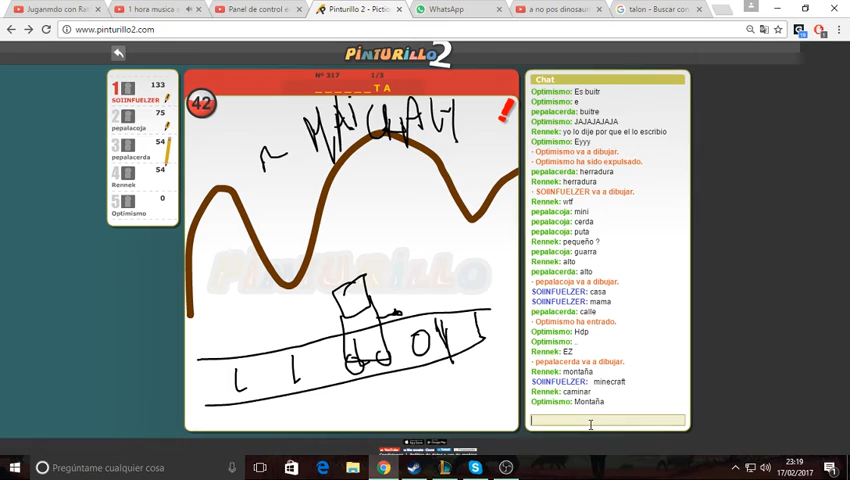 Jugando con Rat
1 hora musica
Panel de control e
Pinturillo 2 - Pictio
WhatsApp
a no pos dinosauri
talon - Buscar con
www.pinturillo2.com
PINTURILLO 2
1 133
SOIINFUELZER
2 75
pepalacoja
3 54
pepalacerda
4 54
Rennek
5 0
Optimismo
Nº 317 1/3
42
_ _ _ _ _ _ T A
!
PINTURILLO
Chat
Optimismo: Es buitr
Optimismo: e
pepalacerda: buitre
Optimismo: JAJAJAJAJA
Rennek: yo lo dije por que el lo escribio
Optimismo: Eyyy
· Optimismo va a dibujar.
· Optimismo ha sido expulsado.
pepalacerda: herradura
Rennek: herradura
· SOIINFUELZER va a dibujar.
Rennek: wtf
pepalacoja: mini
pepalacoja: cerda
pepalacoja: puta
Rennek: pequeño ?
pepalacoja: guarra
Rennek: alto
pepalacerda: alto
· pepalacoja va a dibujar.
SOIINFUELZER: casa
SOIINFUELZER: mama
pepalacerda: calle
· Optimismo ha entrado.
Optimismo: Hdp
Optimismo: ..
Rennek: EZ
· pepalacerda va a dibujar.
Rennek: montaña
SOIINFUELZER: minecraft
Rennek: caminar
Optimismo: Montaña
Pregúntame cualquier cosa
23:19
17/02/2017